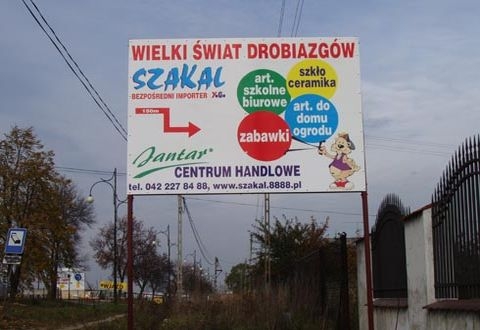 WIELKI ŚWIAT DROBIAZGÓW
SZAKAL
BEZPOŚREDNI IMPORTER
150m
art.
szkolne
biurowe
szkło
ceramika
art. do
domu
ogrodu
zabawki
Jantar®
CENTRUM HANDLOWE
tel. 042 227 84 88, www.szakal.8888.pl